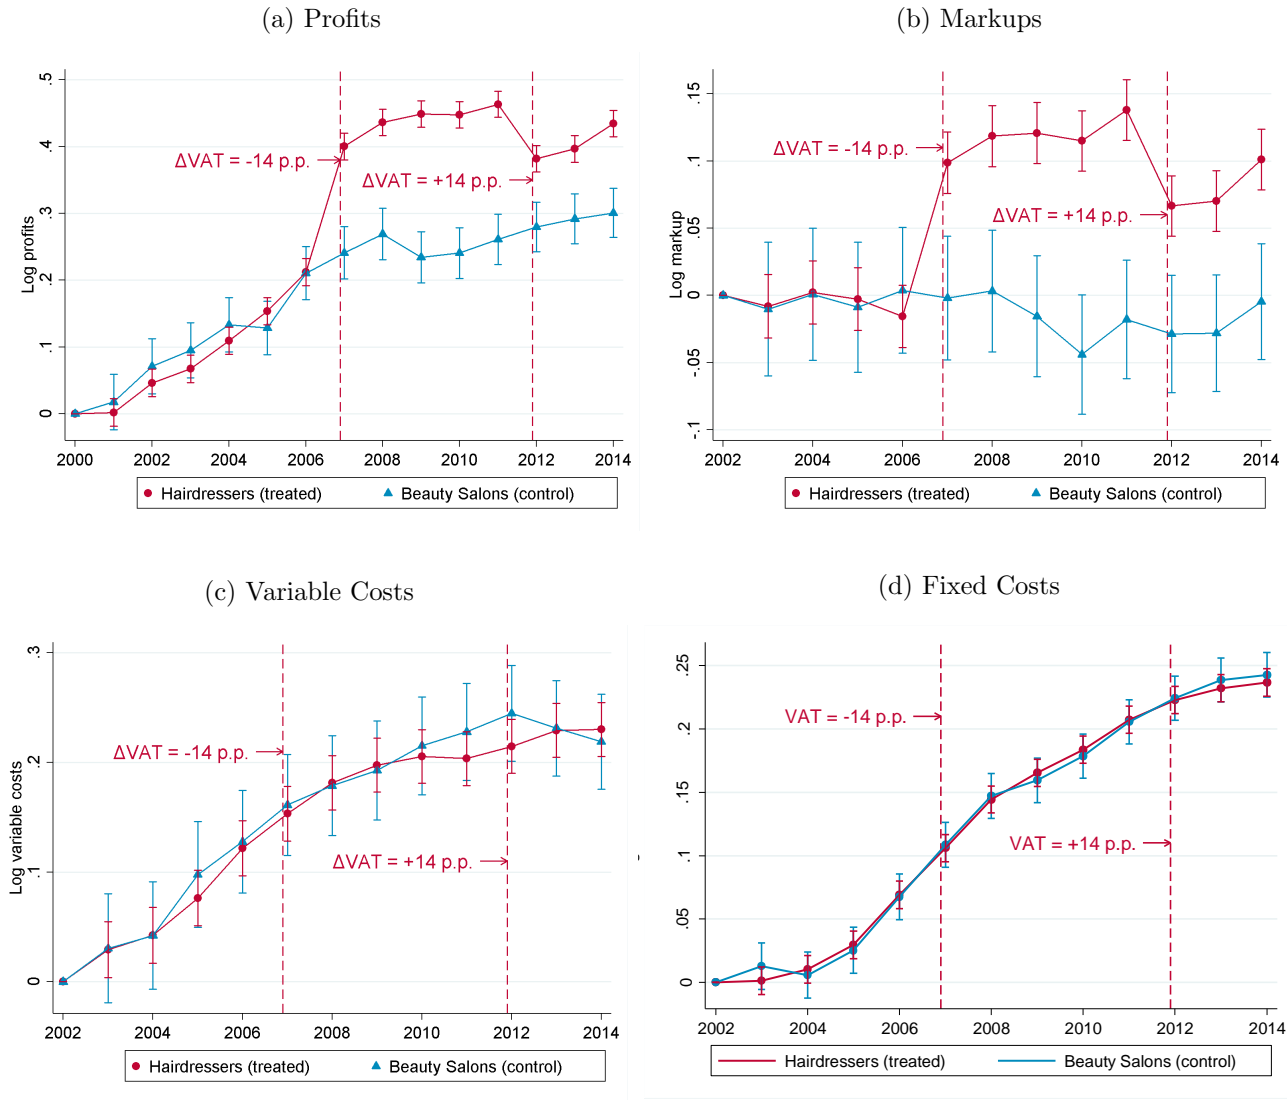 (a) Profits
.5
.4
.3
.2
.1
0
Log profits
ΔVAT = -14 p.p.
ΔVAT = +14 p.p.
2000 2002 2004 2006 2008 2010 2012 2014
Hairdressers (treated) Beauty Salons (control)
(b) Markups
.15
.1
.05
0
-.05
-.1
Log markup
ΔVAT = -14 p.p.
ΔVAT = +14 p.p.
2002 2004 2006 2008 2010 2012 2014
Hairdressers (treated) Beauty Salons (control)
(c) Variable Costs
.3
.2
.1
0
Log variable costs
ΔVAT = -14 p.p.
ΔVAT = +14 p.p.
2002 2004 2006 2008 2010 2012 2014
Hairdressers (treated) Beauty Salons (control)
(d) Fixed Costs
.25
.2
.15
.1
.05
0
VAT = -14 p.p.
VAT = +14 p.p.
2002 2004 2006 2008 2010 2012 2014
Hairdressers (treated) Beauty Salons (control)